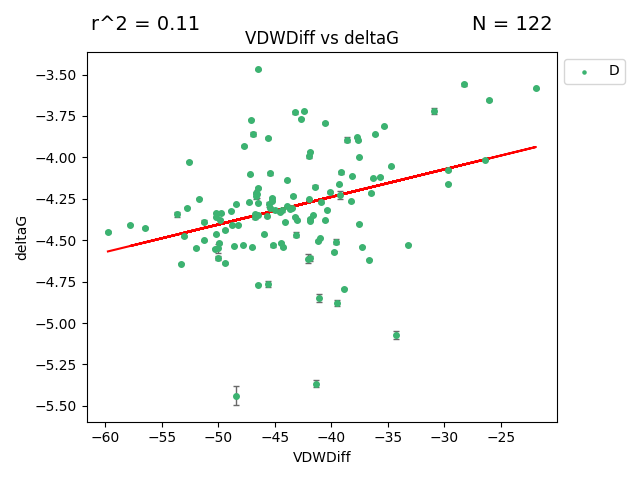 r^2 = 0.11 N = 122
VDWDiff vs deltaG
D
−3.50
−3.75
−4.00
−4.25
−4.50
−4.75
−5.00
−5.25
−5.50
deltaG
−60 −55 −50 −45 −40 −35 −30 −25
VDWDiff